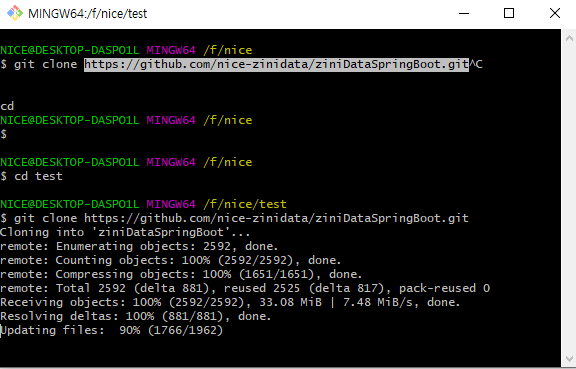 MINGW64:/f/nice/test
NICE@DESKTOP-DASPO1L MINGW64 /f/nice
$ git clone https://github.com/nice-zinidata/ziniDataSpringBoot.git^C
cd
NICE@DESKTOP-DASPO1L MINGW64 /f/nice
$
NICE@DESKTOP-DASPO1L MINGW64 /f/nice
$ cd test
NICE@DESKTOP-DASPO1L MINGW64 /f/nice/test
$ git clone https://github.com/nice-zinidata/ziniDataSpringBoot.git
Cloning into 'ziniDataSpringBoot'...
remote: Enumerating objects: 2592, done.
remote: Counting objects: 100% (2592/2592), done.
remote: Compressing objects: 100% (1651/1651), done.
remote: Total 2592 (delta 881), reused 2525 (delta 817), pack-reused 0
Receiving objects: 100% (2592/2592), 33.08 MiB | 7.48 MiB/s, done.
Resolving deltas: 100% (881/881), done.
Updating files:  90% (1766/1962)